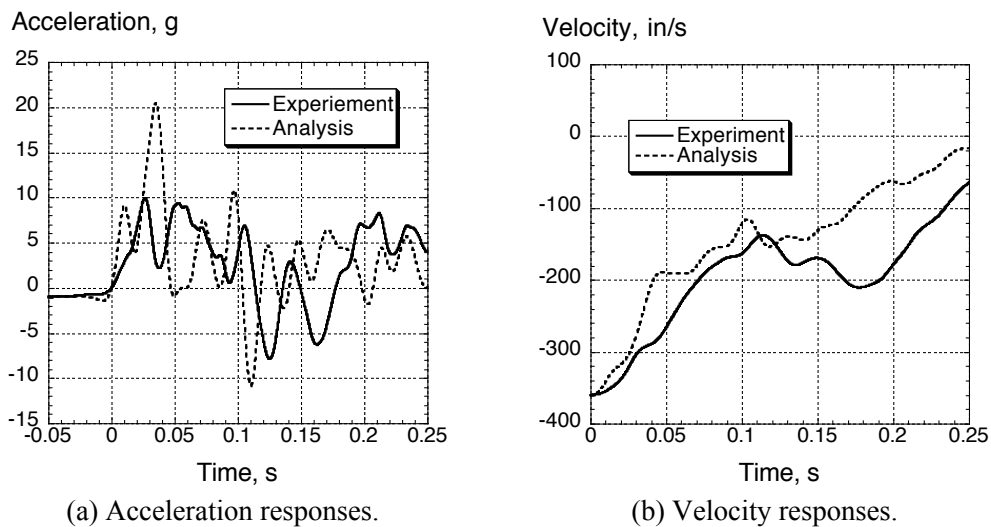 Acceleration, g
25
20
15
10
5
0
-5
-10
-15
-0.05 0 0.05 0.1 0.15 0.2 0.25
Experiement
Analysis
Time, s
(a) Acceleration responses.
Velocity, in/s
100
0
-100
-200
-300
-400
0 0.05 0.1 0.15 0.2 0.25
Experiment
Analysis
Time, s
(b) Velocity responses.